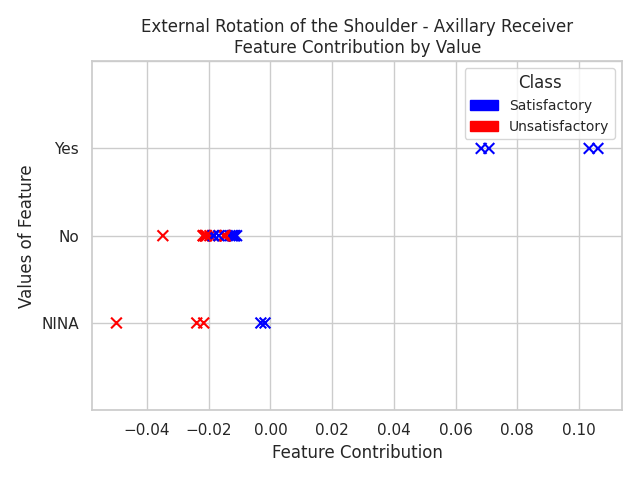 External Rotation of the Shoulder - Axillary Receiver
Feature Contribution by Value
Class
Satisfactory
Unsatisfactory
Values of Feature
Yes
No
NINA
−0.04 −0.02 0.00 0.02 0.04 0.06 0.08 0.10
Feature Contribution